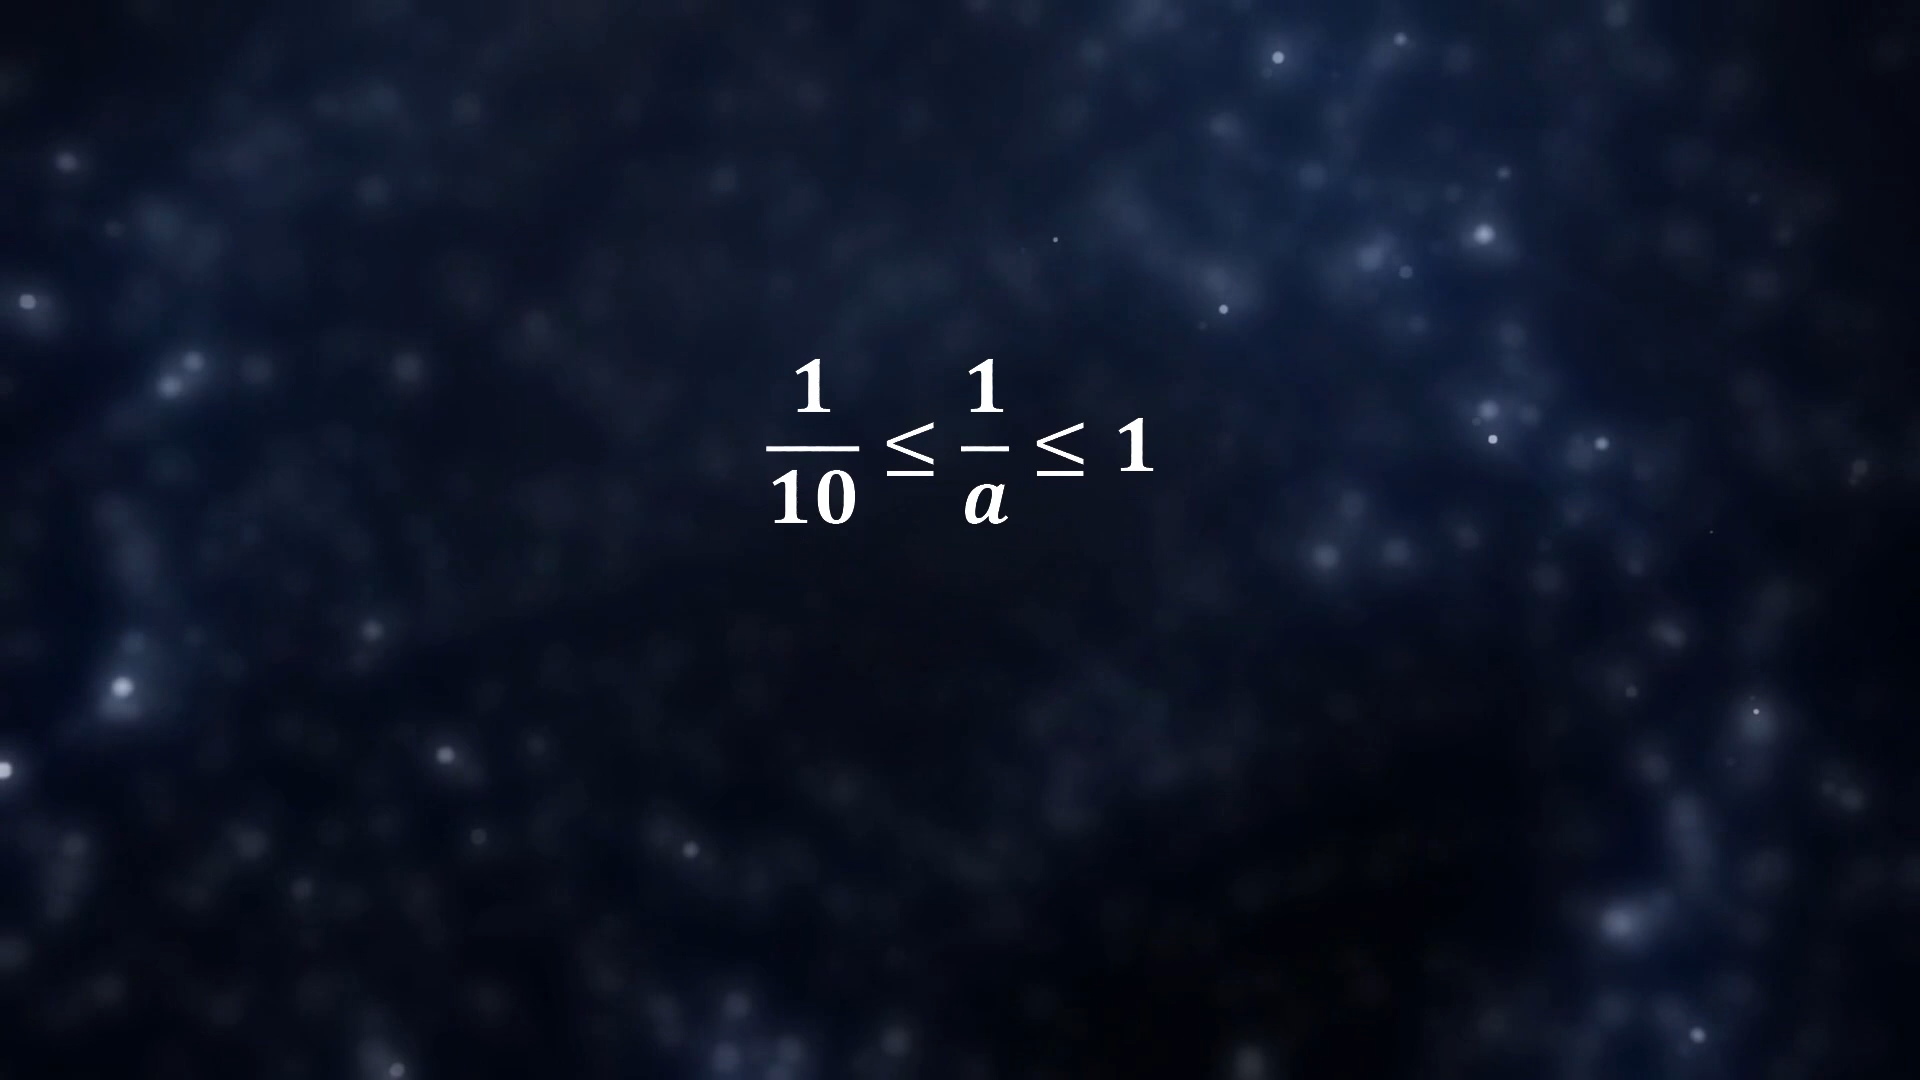 1/10 ≤ 1/a ≤ 1